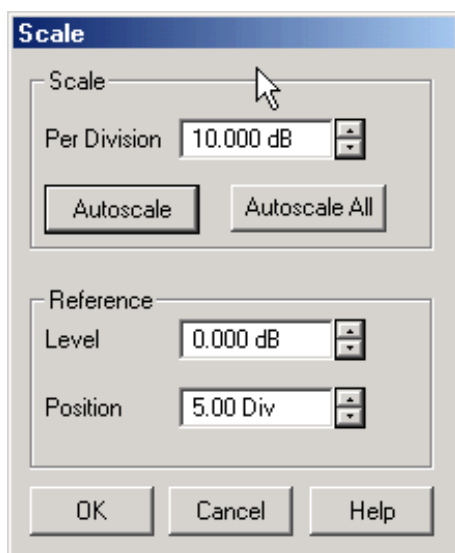 Scale
Scale
Per Division 10.000 dB
Autoscale Autoscale All
Reference
Level 0.000 dB
Position 5.00 Div
OK Cancel Help